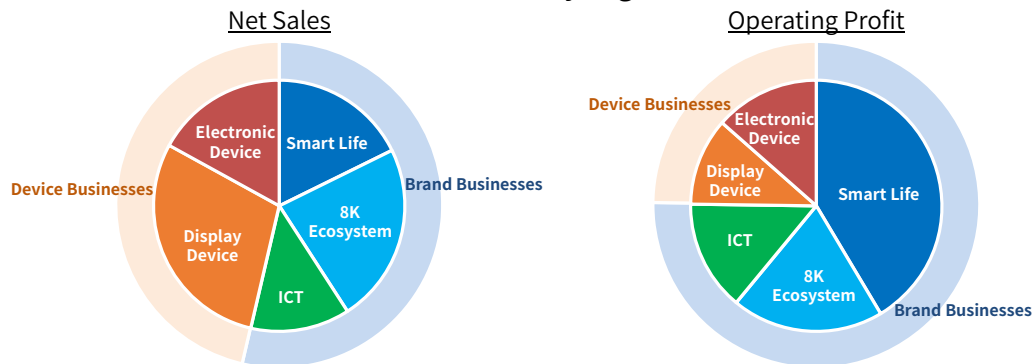 Net Sales
Operating Profit
Electronic
Device
Smart Life
Device Businesses
Brand Businesses
8K
Ecosystem
Display
Device
ICT
Device Businesses
Electronic
Device
Display
Device
Smart Life
ICT
8K
Ecosystem
Brand Businesses